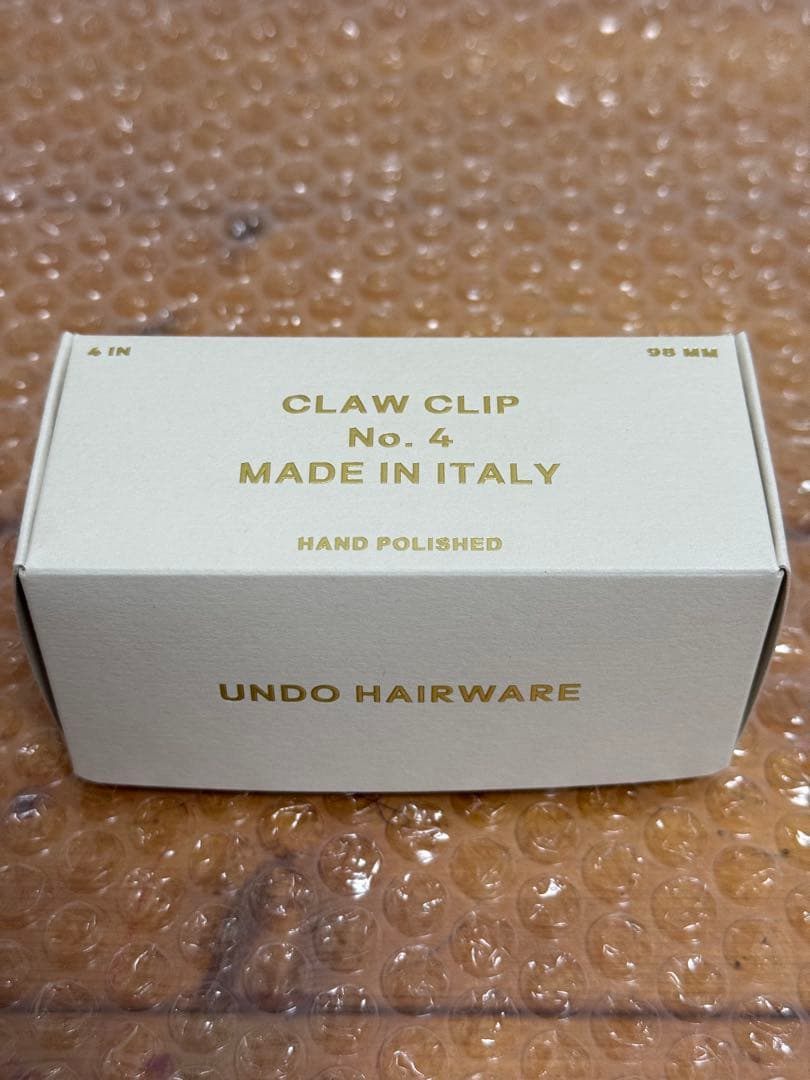 4 IN 98 MM
CLAW CLIP
No. 4
MADE IN ITALY
HAND POLISHED
UNDO HAIRWARE